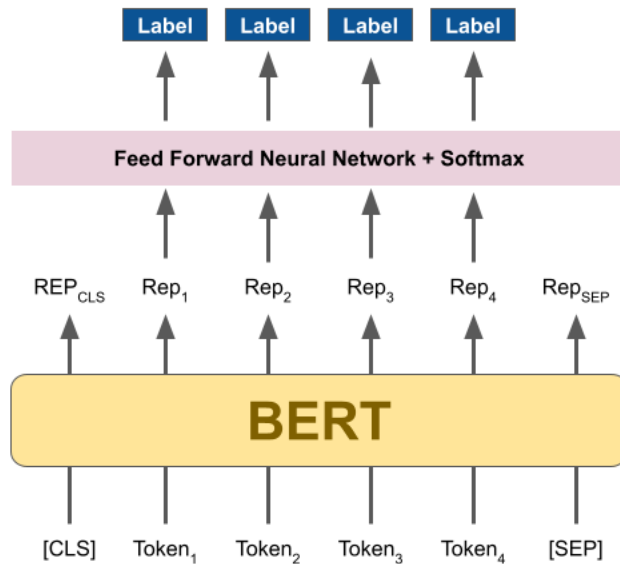 Label Label Label Label
Feed Forward Neural Network + Softmax
REP_CLS Rep_1 Rep_2 Rep_3 Rep_4 Rep_SEP
BERT
[CLS] Token_1 Token_2 Token_3 Token_4 [SEP]